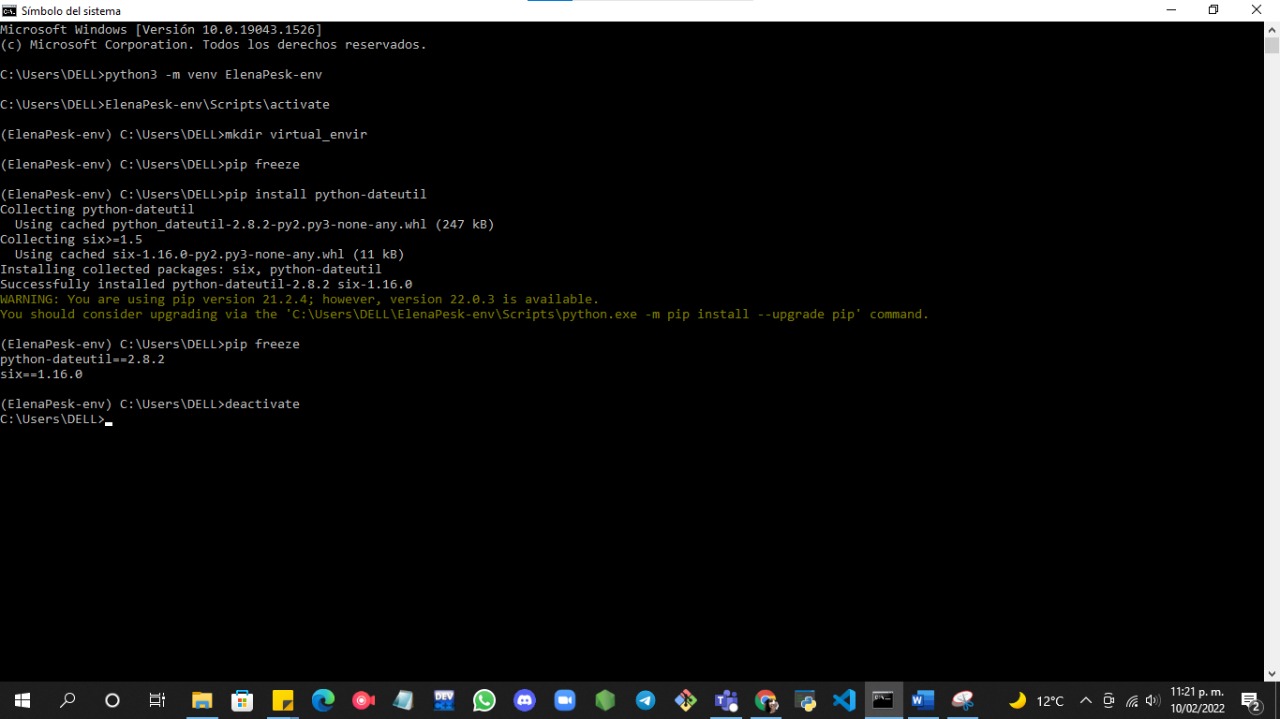 Símbolo del sistema
Microsoft Windows [Versión 10.0.19043.1526]
(c) Microsoft Corporation. Todos los derechos reservados.
C:\Users\DELL>python3 -m venv ElenaPesk-env
C:\Users\DELL>ElenaPesk-env\Scripts\activate
(ElenaPesk-env) C:\Users\DELL>mkdir virtual_envir
(ElenaPesk-env) C:\Users\DELL>pip freeze
(ElenaPesk-env) C:\Users\DELL>pip install python-dateutil
Collecting python-dateutil
  Using cached python_dateutil-2.8.2-py2.py3-none-any.whl (247 kB)
Collecting six>=1.5
  Using cached six-1.16.0-py2.py3-none-any.whl (11 kB)
Installing collected packages: six, python-dateutil
Successfully installed python-dateutil-2.8.2 six-1.16.0
WARNING: You are using pip version 21.2.4; however, version 22.0.3 is available.
You should consider upgrading via the 'C:\Users\DELL\ElenaPesk-env\Scripts\python.exe -m pip install --upgrade pip' command.
(ElenaPesk-env) C:\Users\DELL>pip freeze
python-dateutil==2.8.2
six==1.16.0
(ElenaPesk-env) C:\Users\DELL>deactivate
C:\Users\DELL>
DEV
12°C
11:21 p. m.
10/02/2022
2